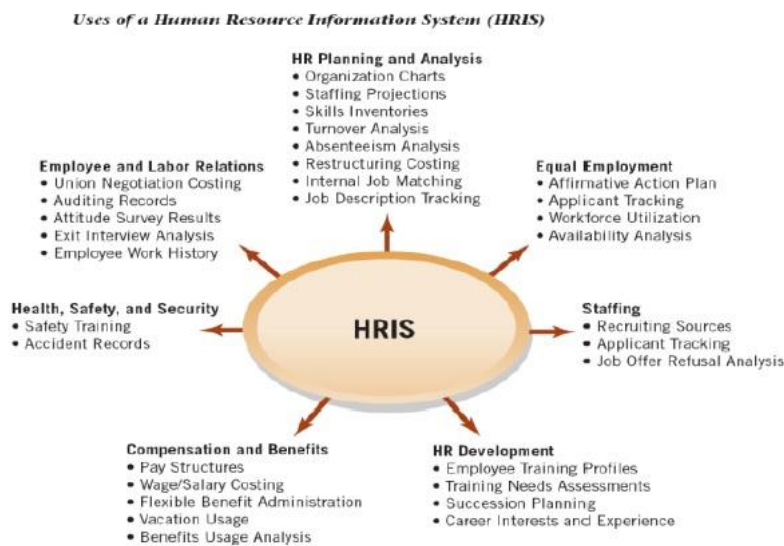 Uses of a Human Resource Information System (HRIS)
HR Planning and Analysis
• Organization Charts
• Staffing Projections
• Skills Inventories
• Turnover Analysis
• Absenteeism Analysis
• Restructuring Costing
• Internal Job Matching
• Job Description Tracking
Employee and Labor Relations
• Union Negotiation Costing
• Auditing Records
• Attitude Survey Results
• Exit Interview Analysis
• Employee Work History
Equal Employment
• Affirmative Action Plan
• Applicant Tracking
• Workforce Utilization
• Availability Analysis
Health, Safety, and Security
• Safety Training
• Accident Records
HRIS
Staffing
• Recruiting Sources
• Applicant Tracking
• Job Offer Refusal Analysis
Compensation and Benefits
• Pay Structures
• Wage/Salary Costing
• Flexible Benefit Administration
• Vacation Usage
• Benefits Usage Analysis
HR Development
• Employee Training Profiles
• Training Needs Assessments
• Succession Planning
• Career Interests and Experience